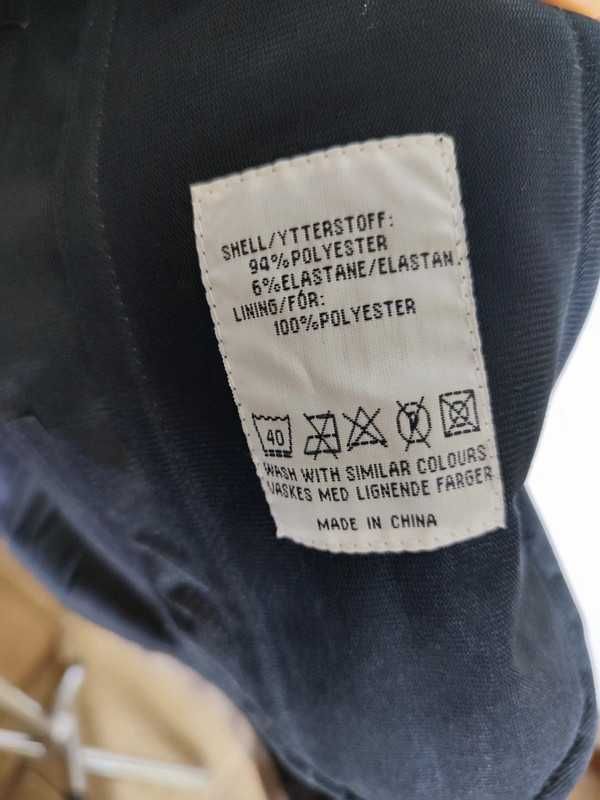 SHELL/YTTERSTOFF:
94%POLYESTER
6%ELASTANE/ELASTAN
LINING/FÓR:
100%POLYESTER
40 P
WASH WITH SIMILAR COLOURS
VASKES MED LIGNENDE FARGER
MADE IN CHINA